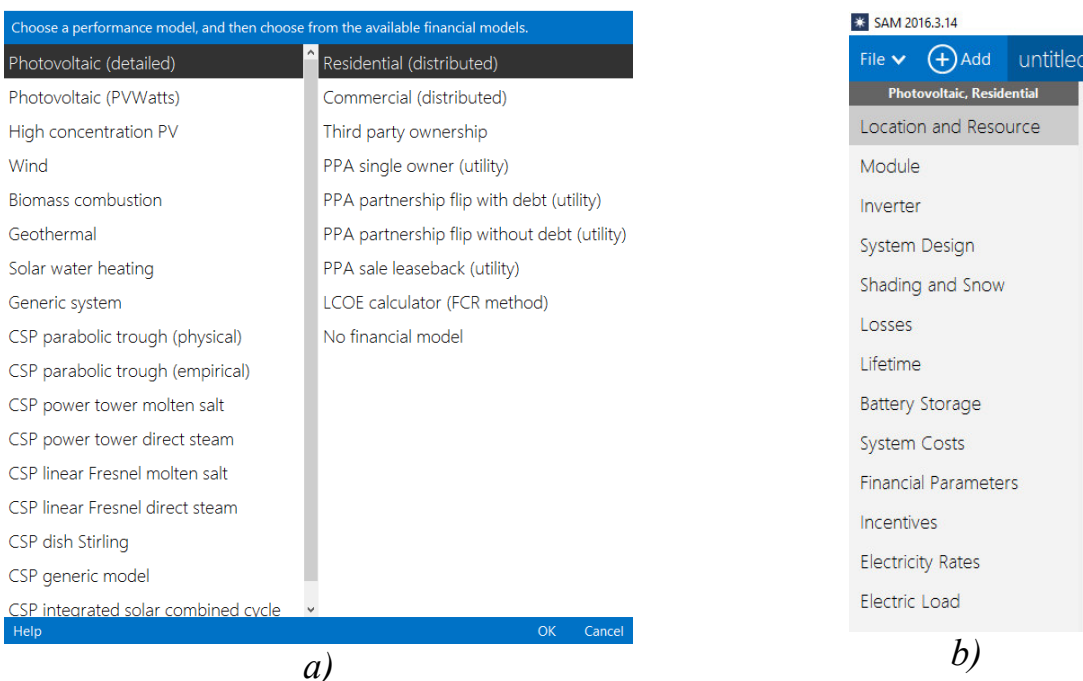 Choose a performance model, and then choose from the available financial models.
Photovoltaic (detailed)
Photovoltaic (PVWatts)
High concentration PV
Wind
Biomass combustion
Geothermal
Solar water heating
Generic system
CSP parabolic trough (physical)
CSP parabolic trough (empirical)
CSP power tower molten salt
CSP power tower direct steam
CSP linear Fresnel molten salt
CSP linear Fresnel direct steam
CSP dish Stirling
CSP generic model
CSP integrated solar combined cycle
Residential (distributed)
Commercial (distributed)
Third party ownership
PPA single owner (utility)
PPA partnership flip with debt (utility)
PPA partnership flip without debt (utility)
PPA sale leaseback (utility)
LCOE calculator (FCR method)
No financial model
Help OK Cancel
a)
SAM 2016.3.14
File Add untitled
Photovoltaic, Residential
Location and Resource
Module
Inverter
System Design
Shading and Snow
Losses
Lifetime
Battery Storage
System Costs
Financial Parameters
Incentives
Electricity Rates
Electric Load
b)